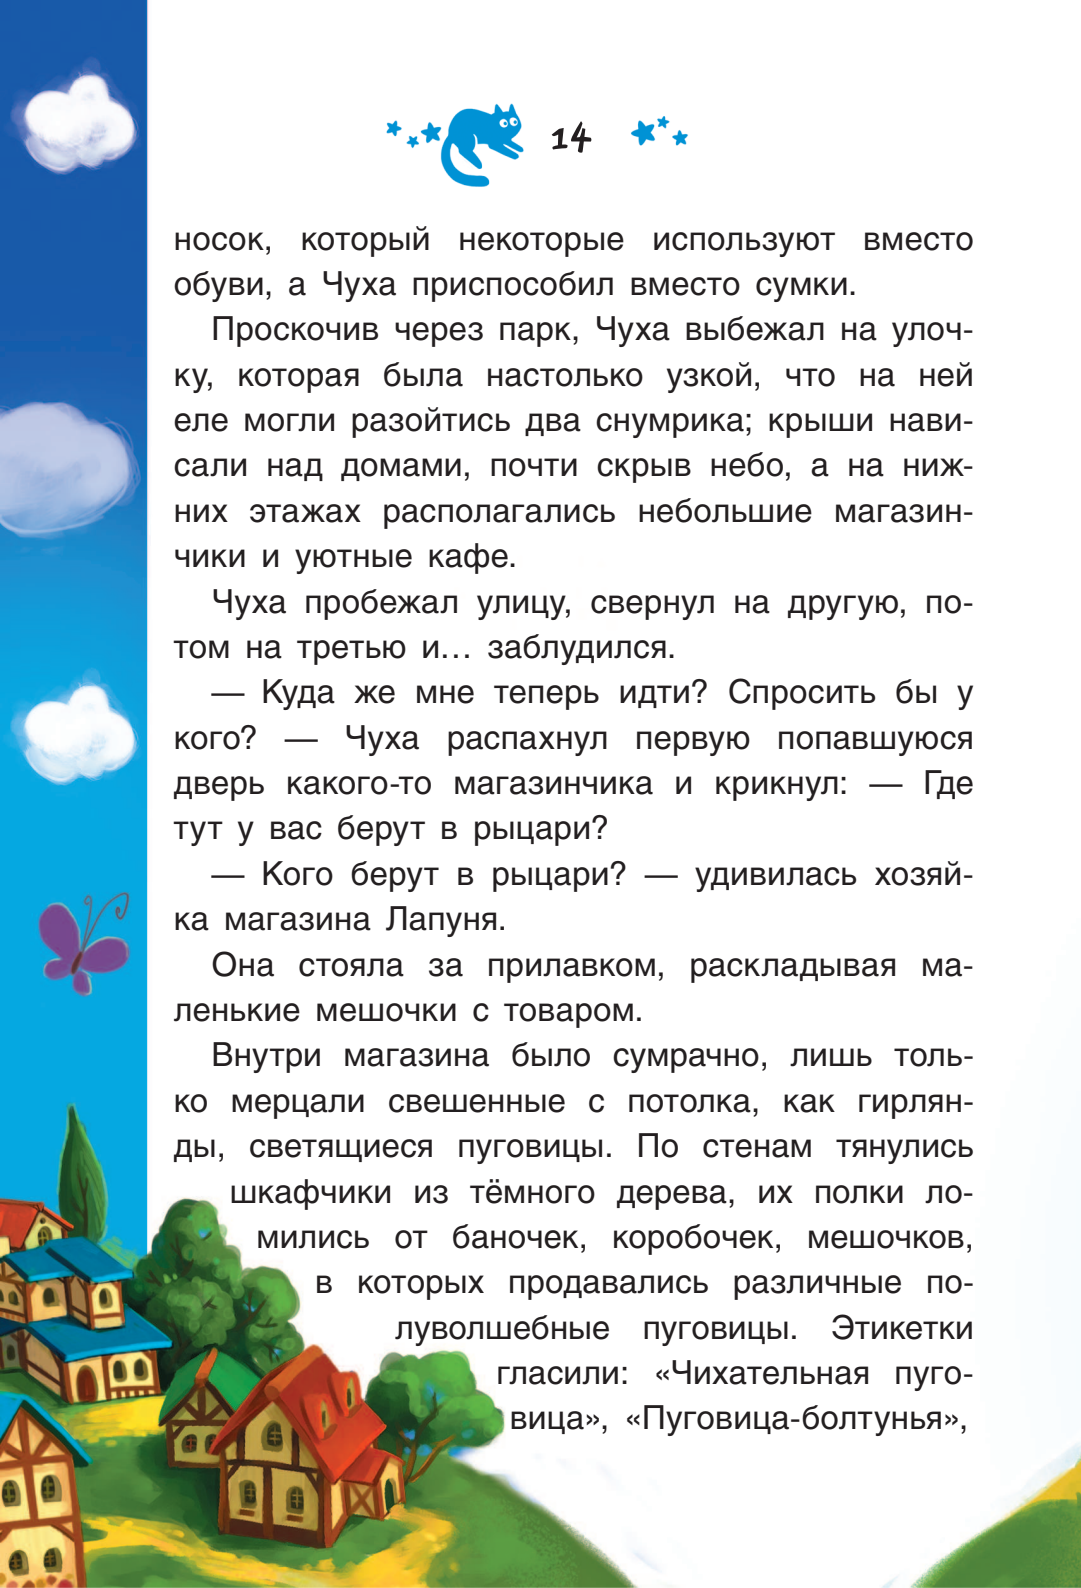 14
носок, который некоторые используют вместо
обуви, а Чуха приспособил вместо сумки.
Проскочив через парк, Чуха выбежал на улоч-
ку, которая была настолько узкой, что на ней
еле могли разойтись два снумрика; крыши нави-
сали над домами, почти скрыв небо, а на ниж-
них этажах располагались небольшие магазин-
чики и уютные кафе.
Чуха пробежал улицу, свернул на другую, по-
том на третью и... заблудился.
— Куда же мне теперь идти? Спросить бы у
кого? — Чуха распахнул первую попавшуюся
дверь какого-то магазинчика и крикнул: — Где
тут у вас берут в рыцари?
— Кого берут в рыцари? — удивилась хозяй-
ка магазина Лапуня.
Она стояла за прилавком, раскладывая ма-
ленькие мешочки с товаром.
Внутри магазина было сумрачно, лишь толь-
ко мерцали свешенные с потолка, как гирлян-
ды, светящиеся пуговицы. По стенам тянулись
шкафчики из тёмного дерева, их полки ло-
мились от баночек, коробочек, мешочков,
в которых продавались различные по-
луволшебные пуговицы. Этикетки
гласили: «Чихательная пуго-
вица», «Пуговица-болтунья»,